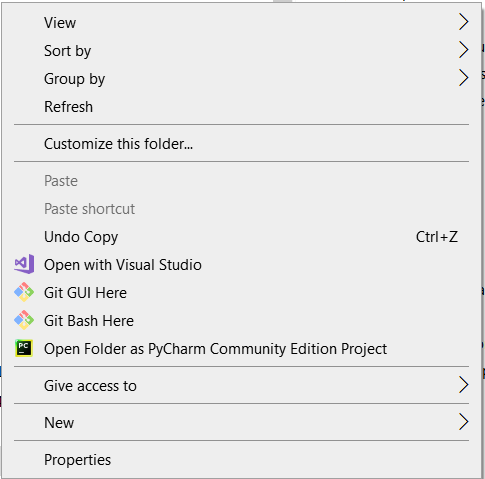 View
Sort by
Group by
Refresh
Customize this folder...
Paste
Paste shortcut
Undo Copy Ctrl+Z
Open with Visual Studio
Git GUI Here
Git Bash Here
PC Open Folder as PyCharm Community Edition Project
Give access to
New
Properties